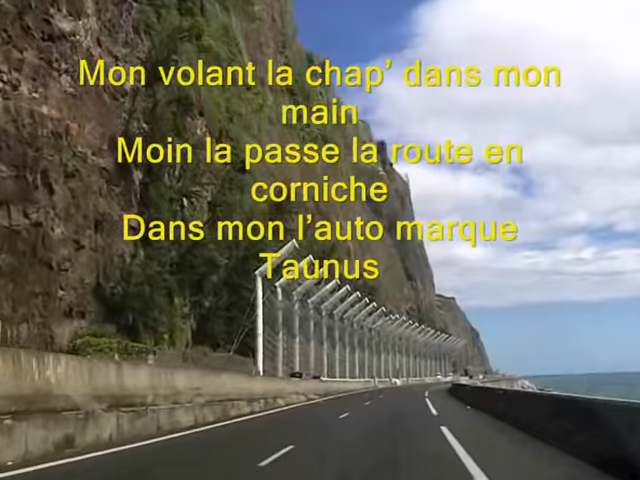 Mon volant la chap’ dans mon
main
Moin la passe la route en
corniche
Dans mon l’auto marque
Taunus